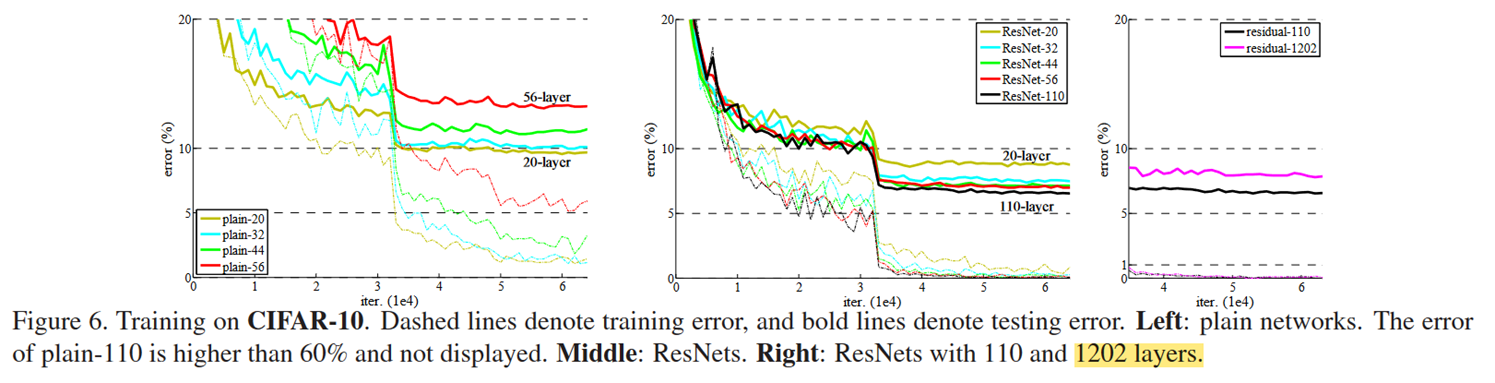 20
10
5
0
error (%)
56-layer
20-layer
plain-20
plain-32
plain-44
plain-56
0 1 2 3 4 5 6
iter. (1e4)
20
10
5
0
error (%)
ResNet-20
ResNet-32
ResNet-44
ResNet-56
ResNet-110
20-layer
110-layer
0 1 2 3 4 5 6
iter. (1e4)
20
10
5
1
0
error (%)
residual-110
residual-1202
4 5 6
iter. (1e4)
Figure 6. Training on CIFAR-10. Dashed lines denote training error, and bold lines denote testing error. Left: plain networks. The error
of plain-110 is higher than 60% and not displayed. Middle: ResNets. Right: ResNets with 110 and 1202 layers.